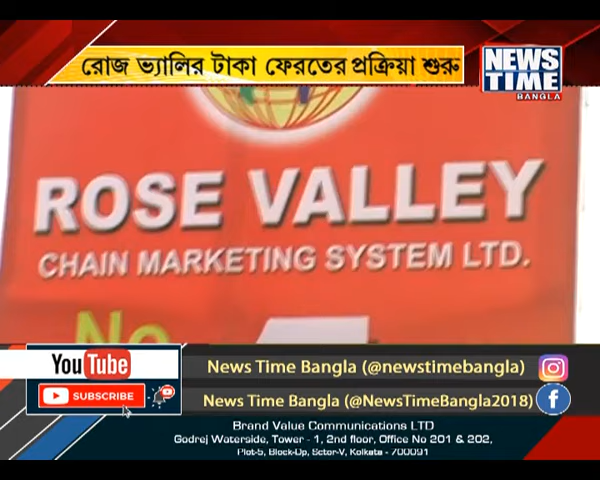 রোজ ভ্যালির টাকা ফেরতের প্রক্রিয়া শুরু
NEWS
TIME
BANGLA
ROSE VALLEY
CHAIN MARKETING SYSTEM LTD.
No
YouTube
SUBSCRIBE
News Time Bangla (@newstimebangla)
News Time Bangla (@NewsTimeBangla2018)
Brand Value Communications LTD
Godrej Waterside, Tower - 1, 2nd floor, Office No 201 & 202,
Plot-5, Block-Dp, Sctor-V, Kolkata - 700091